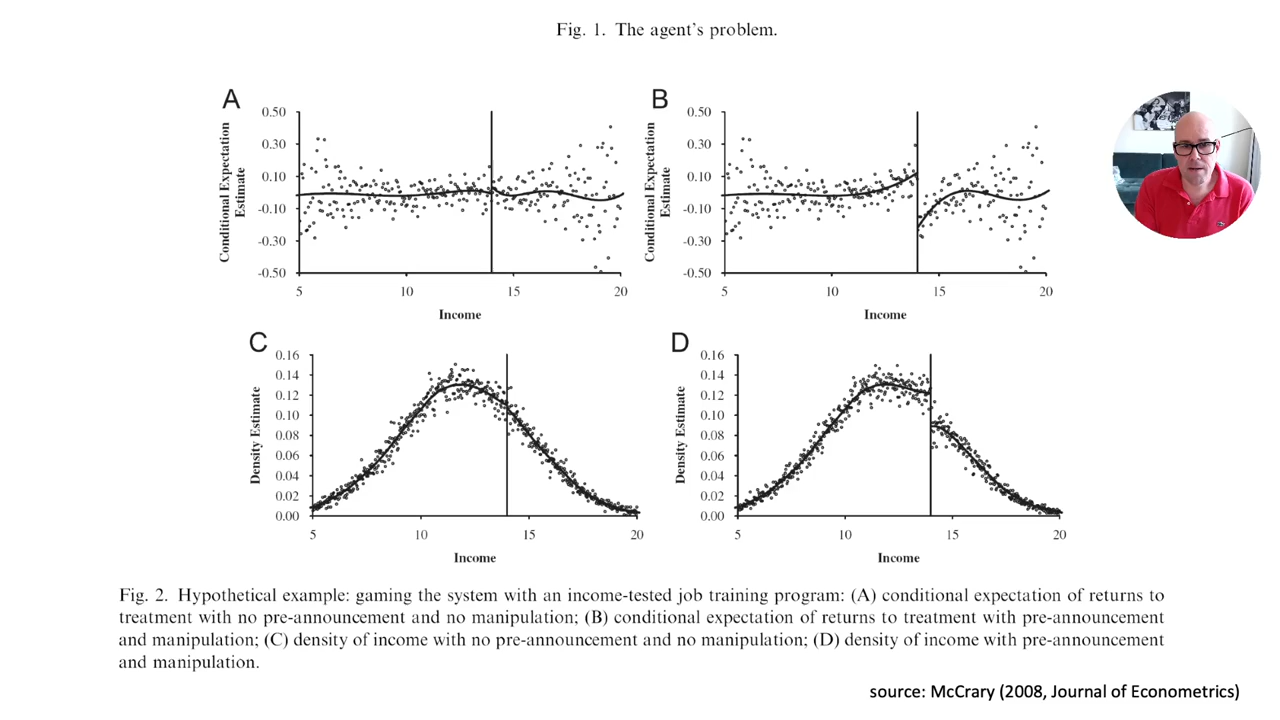 Fig. 1. The agent's problem.
A
Conditional Expectation
Estimate
0.50
0.30
0.10
-0.10
-0.30
-0.50
5
10
15
20
Income
B
Conditional Expectation
Estimate
0.50
0.30
0.10
-0.10
-0.30
-0.50
5
10
15
20
Income
C
Density Estimate
0.16
0.14
0.12
0.10
0.08
0.06
0.04
0.02
0.00
5
10
15
20
Income
D
Density Estimate
0.16
0.14
0.12
0.10
0.08
0.06
0.04
0.02
0.00
5
10
15
20
Income
Fig. 2. Hypothetical example: gaming the system with an income-tested job training program: (A) conditional expectation of returns to
treatment with no pre-announcement and no manipulation; (B) conditional expectation of returns to treatment with pre-announcement
and manipulation; (C) density of income with no pre-announcement and no manipulation; (D) density of income with pre-announcement
and manipulation.
source: McCrary (2008, Journal of Econometrics)